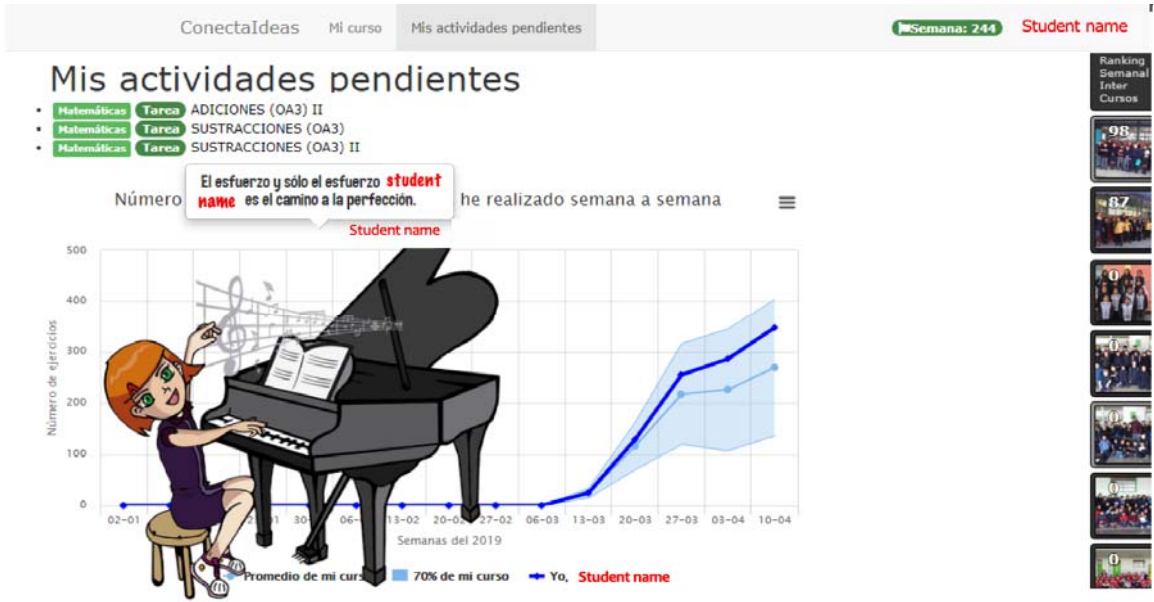 ConectaIdeas Mi curso Mis actividades pendientes Semana: 244 Student name
Mis actividades pendientes
Matemáticas Tarea ADICIONES (OA3) II
Matemáticas Tarea SUSTRACCIONES (OA3)
Matemáticas Tarea SUSTRACCIONES (OA3) II
El esfuerzo y sólo el esfuerzo student
name es el camino a la perfección.
Número he realizado semana a semana
Student name
Número de ejercicios
500
400
300
200
100
0
02-01 30 06- 13-02 20-02 27-02 06-03 13-03 20-03 27-03 03-04 10-04
Semanas del 2019
Promedio de mi curs 70% de mi curso Yo, Student name
Ranking
Semanal
Inter
Cursos
98
87
0
0
0
0
0